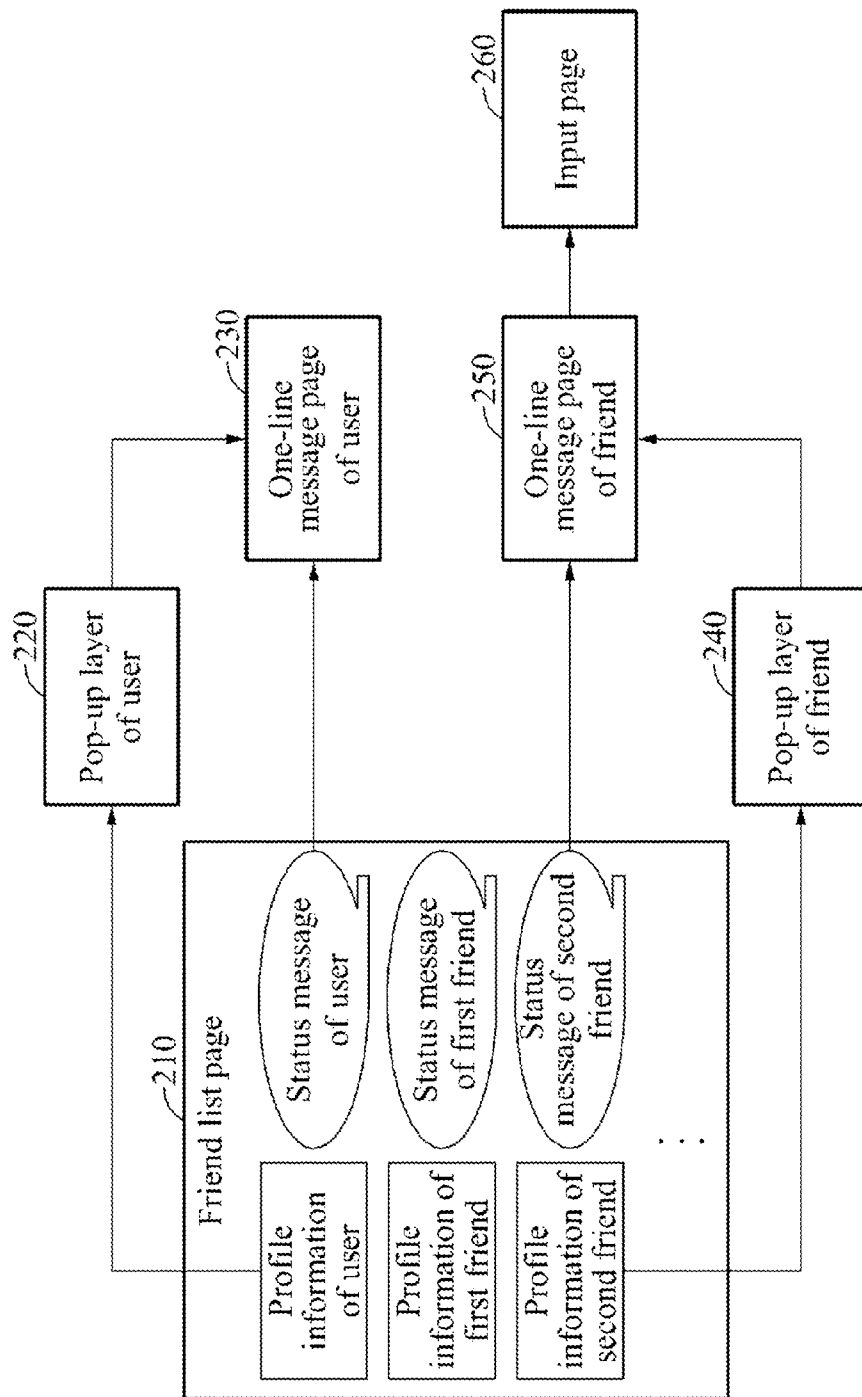 210
Friend list page
Profile
information
of user
Status message
of user
Profile
information of
first friend
Status message
of first friend
Profile
information of
second friend
Status
message of second
friend
. . .
220
Pop-up layer
of user
230
One-line
message page
of user
240
Pop-up layer
of friend
250
One-line
message page
of friend
260
Input page